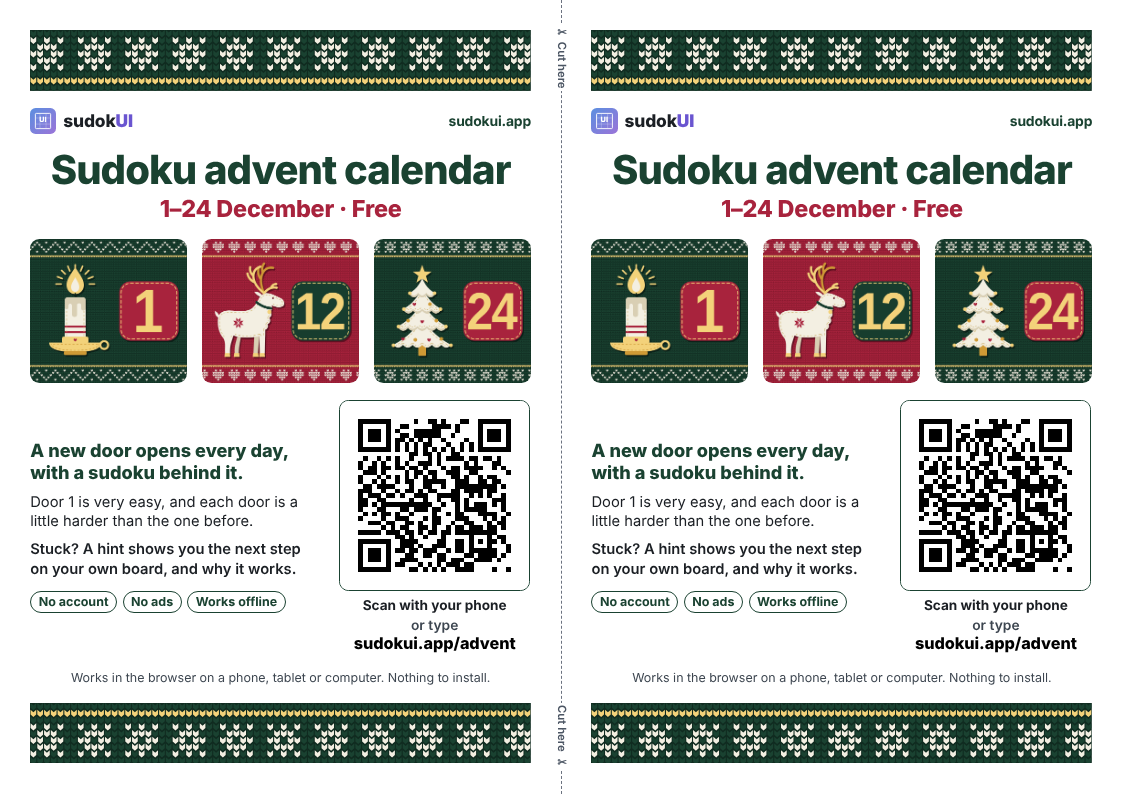 Cut here
UI
sudokUI
sudokui.app
Sudoku advent calendar
1–24 December · Free
1
12
24
A new door opens every day,
with a sudoku behind it.
Door 1 is very easy, and each door is a
little harder than the one before.
Stuck? A hint shows you the next step
on your own board, and why it works.
No account
No ads
Works offline
Scan with your phone
or type
sudokui.app/advent
Works in the browser on a phone, tablet or computer. Nothing to install.
Cut here
UI
sudokUI
sudokui.app
Sudoku advent calendar
1–24 December · Free
1
12
24
A new door opens every day,
with a sudoku behind it.
Door 1 is very easy, and each door is a
little harder than the one before.
Stuck? A hint shows you the next step
on your own board, and why it works.
No account
No ads
Works offline
Scan with your phone
or type
sudokui.app/advent
Works in the browser on a phone, tablet or computer. Nothing to install.